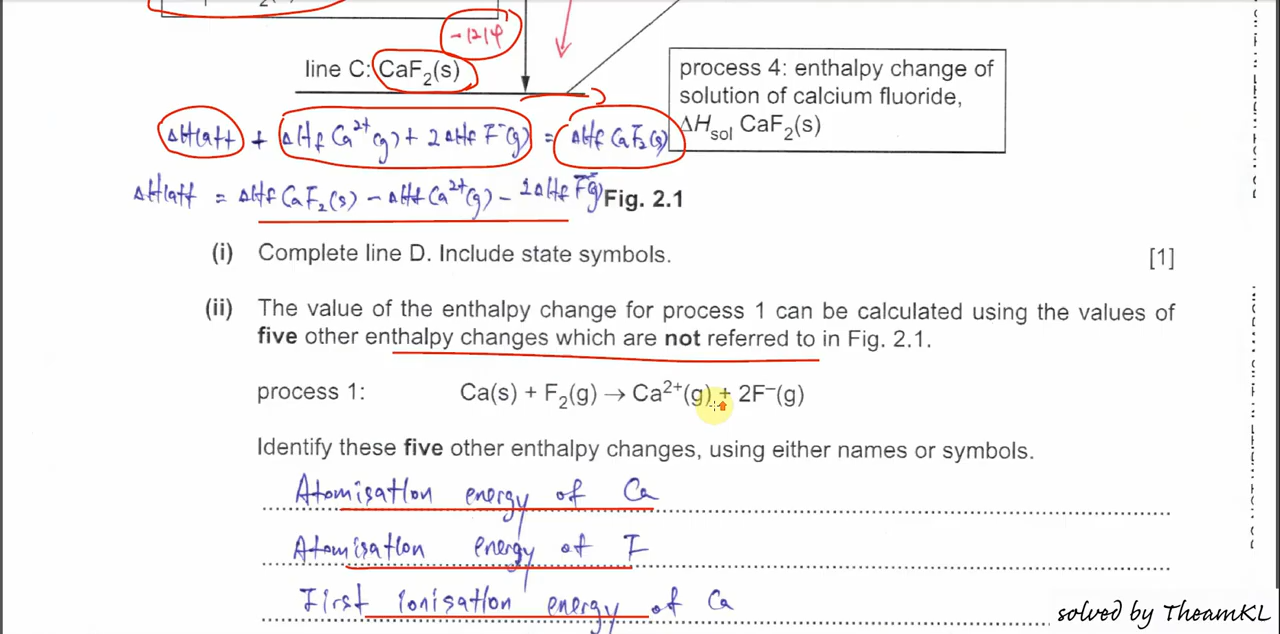 -1214
line C: CaF₂(s)
process 4: enthalpy change of
solution of calcium fluoride,
ΔHsol CaF₂(s)
ΔHlatt + ΔHf Ca²⁺(g) + 2ΔHf F⁻(g) = ΔHf CaF₂(s)
ΔHlatt = ΔHf CaF₂(s) - ΔHf Ca²⁺(g) - 2ΔHf F⁻(g)
Fig. 2.1
(i) Complete line D. Include state symbols. [1]
(ii) The value of the enthalpy change for process 1 can be calculated using the values of
five other enthalpy changes which are not referred to in Fig. 2.1.
process 1: Ca(s) + F₂(g) → Ca²⁺(g) + 2F⁻(g)
Identify these five other enthalpy changes, using either names or symbols.
Atomisation energy of Ca
Atomisation energy of F
First ionisation energy of Ca
solved by TheamKL